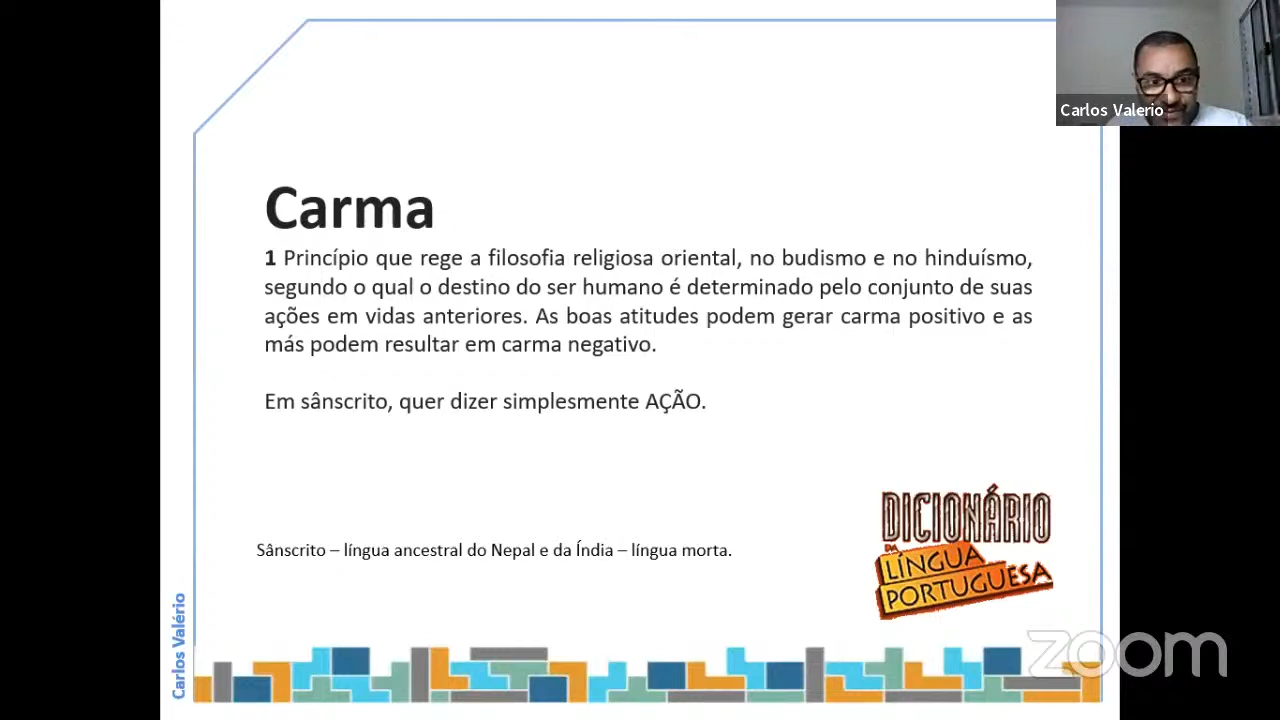 Carlos Valerio
Carma
1 Princípio que rege a filosofia religiosa oriental, no budismo e no hinduísmo,
segundo o qual o destino do ser humano é determinado pelo conjunto de suas
ações em vidas anteriores. As boas atitudes podem gerar carma positivo e as
más podem resultar em carma negativo.
Em sânscrito, quer dizer simplesmente AÇÃO.
DICIONÁRIO
DA
LÍNGUA
PORTUGUESA
Sânscrito – língua ancestral do Nepal e da Índia – língua morta.
Carlos Valério
zoom